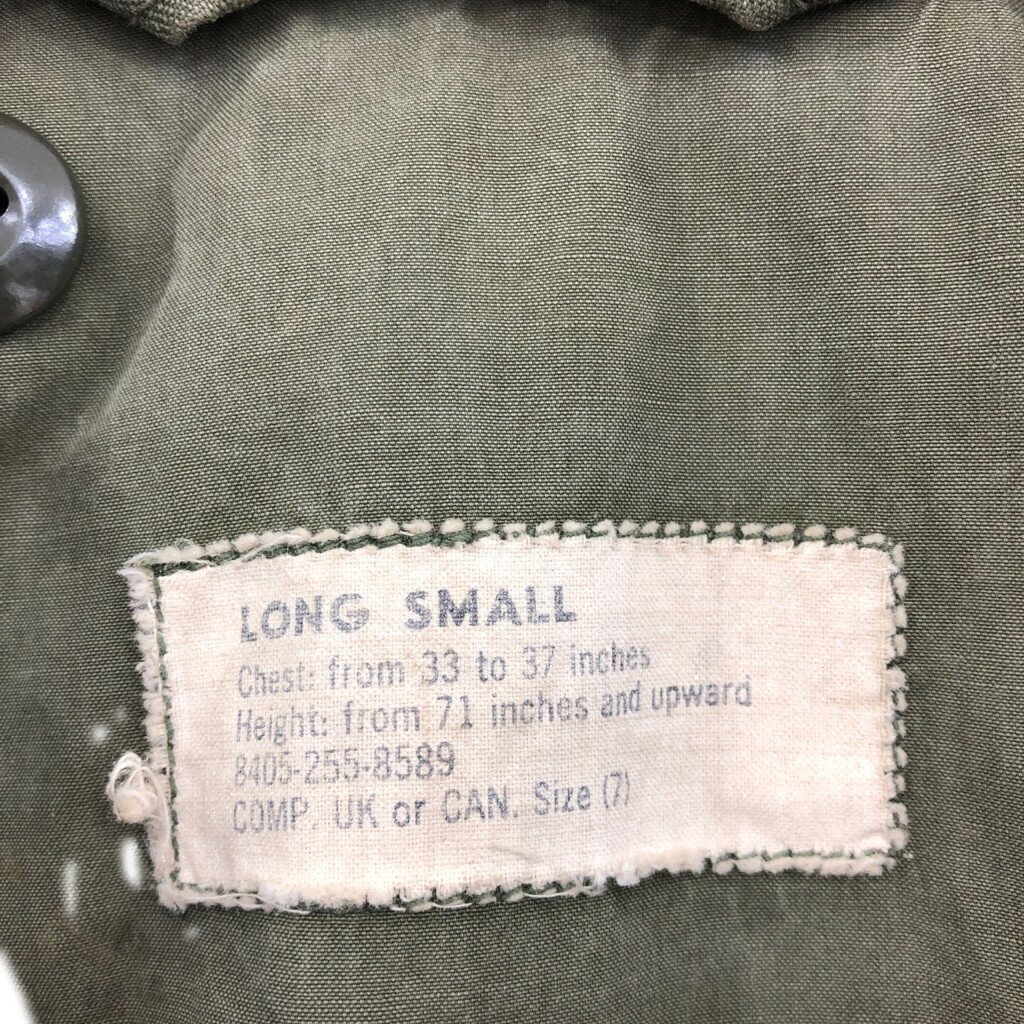 LONG SMALL
Chest: from 33 to 37 inches
Height: from 71 inches and upward
8405-255-8589
COMP. UK or CAN. Size (7)